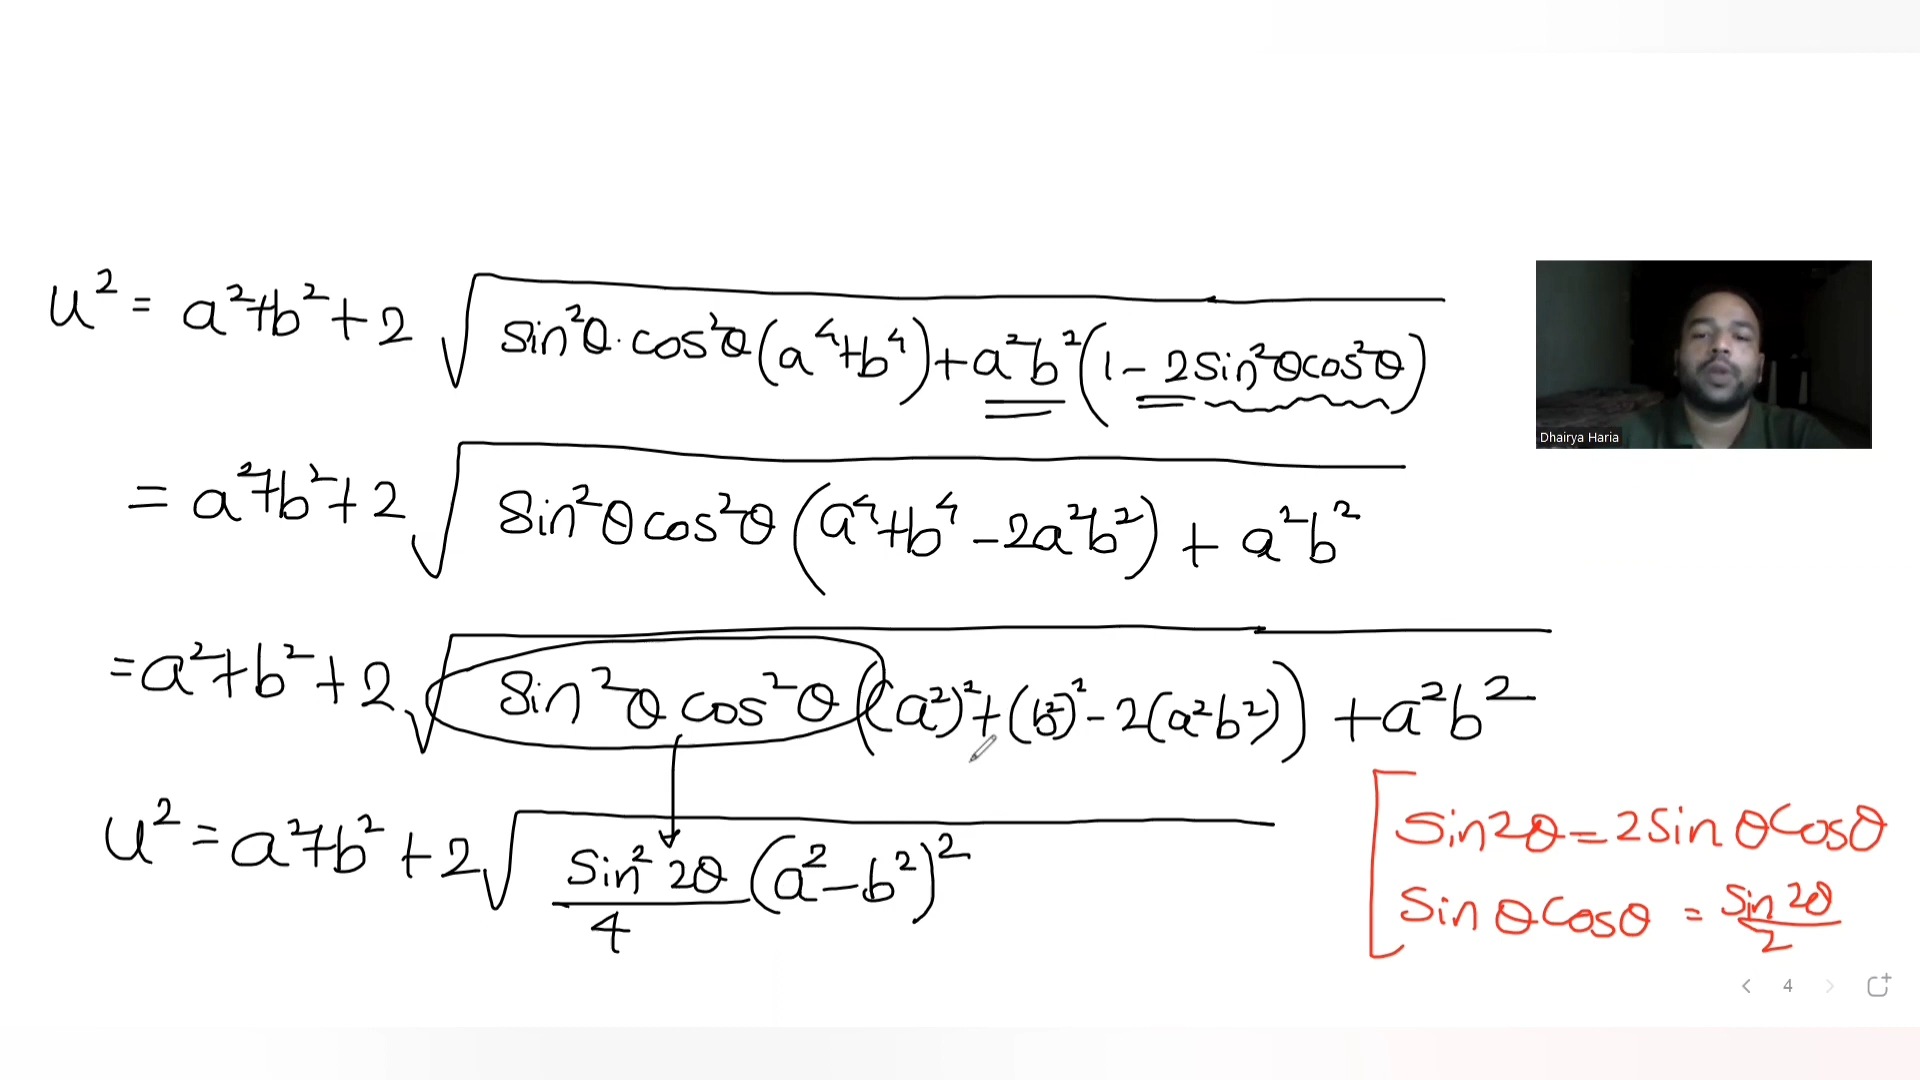 u² = a²+b²+2√(sin²θ·cos²θ(a⁴+b⁴)+a²b²(1-2sin²θcos²θ))
Dhairya Haria
= a²+b²+2√(Sin²θcos²θ(a⁴+b⁴-2a²b²)+a²b²)
=a²+b²+2√(Sin²θcos²θ((a²)²+(b²)²-2(a²b²))+a²b²)
u²=a²+b²+2√(Sin²2θ/4 (a²-b²)²
Sin2θ=2SinθCosθ
SinθCosθ = Sin2θ/2
4